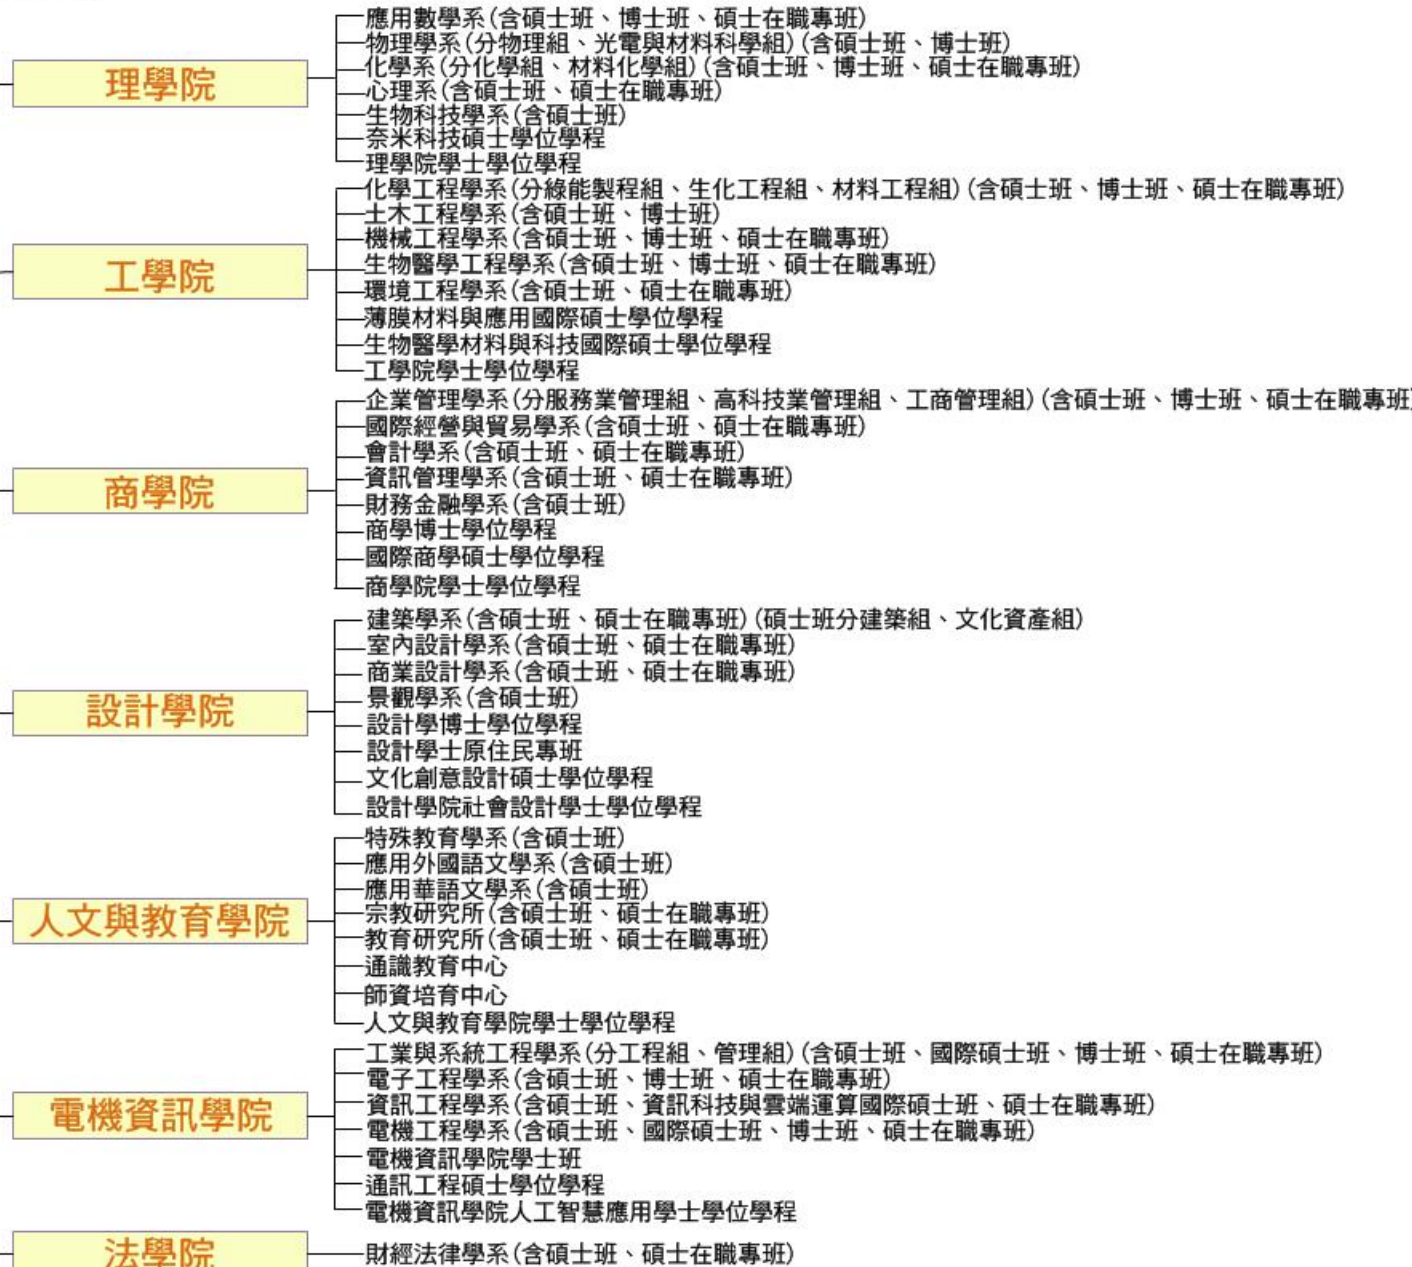 理學院
應用數學系(含碩士班、博士班、碩士在職專班)
物理學系(分物理組、光電與材料科學組)(含碩士班、博士班)
化學系(分化學組、材料化學組)(含碩士班、博士班、碩士在職專班)
心理系(含碩士班、碩士在職專班)
生物科技學系(含碩士班)
奈米科技碩士學位學程
理學院學士學位學程
工學院
化學工程學系(分綠能製程組、生化工程組、材料工程組)(含碩士班、博士班、碩士在職專班)
土木工程學系(含碩士班、博士班)
機械工程學系(含碩士班、博士班、碩士在職專班)
生物醫學工程學系(含碩士班、博士班、碩士在職專班)
環境工程學系(含碩士班、碩士在職專班)
薄膜材料與應用國際碩士學位學程
生物醫學材料與科技國際碩士學位學程
工學院學士學位學程
商學院
企業管理學系(分服務業管理組、高科技業管理組、工商管理組)(含碩士班、博士班、碩士在職專班)
國際經營與貿易學系(含碩士班、碩士在職專班)
會計學系(含碩士班、碩士在職專班)
資訊管理學系(含碩士班、碩士在職專班)
財務金融學系(含碩士班)
商學博士學位學程
國際商學碩士學位學程
商學院學士學位學程
設計學院
建築學系(含碩士班、碩士在職專班)(碩士班分建築組、文化資產組)
室內設計學系(含碩士班、碩士在職專班)
商業設計學系(含碩士班、碩士在職專班)
景觀學系(含碩士班)
設計學博士學位學程
設計學士原住民專班
文化創意設計碩士學位學程
設計學院社會設計學士學位學程
人文與教育學院
特殊教育學系(含碩士班)
應用外國語文學系(含碩士班)
應用華語文學系(含碩士班)
宗教研究所(含碩士班、碩士在職專班)
教育研究所(含碩士班、碩士在職專班)
通識教育中心
師資培育中心
人文與教育學院學士學位學程
電機資訊學院
工業與系統工程學系(分工程組、管理組)(含碩士班、國際碩士班、博士班、碩士在職專班)
電子工程學系(含碩士班、博士班、碩士在職專班)
資訊工程學系(含碩士班、資訊科技與雲端運算國際碩士班、碩士在職專班)
電機工程學系(含碩士班、國際碩士班、博士班、碩士在職專班)
電機資訊學院學士班
通訊工程碩士學位學程
電機資訊學院人工智慧應用學士學位學程
法學院
財經法律學系(含碩士班、碩士在職專班)